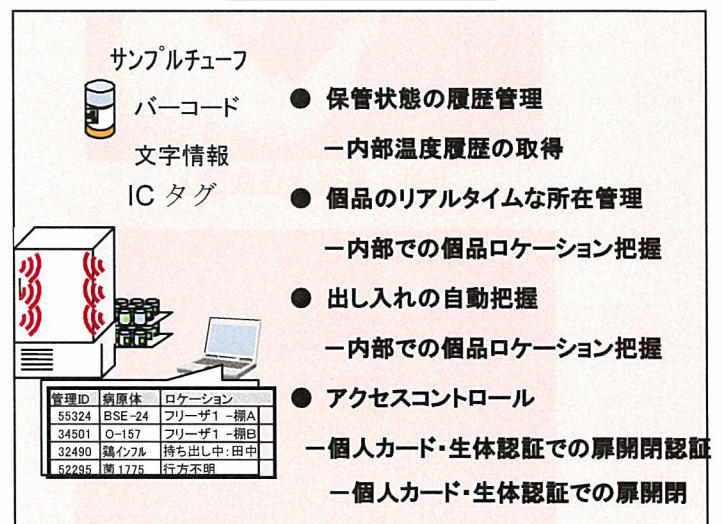 サンプルチューフ
バーコード
文字情報
IC タグ
● 保管状態の履歴管理
－内部温度履歴の取得
● 個品のリアルタイムな所在管理
－内部での個品ロケーション把握
● 出し入れの自動把握
－内部での個品ロケーション把握
● アクセスコントロール
－個人カード・生体認証での扉開閉認証
－個人カード・生体認証での扉開閉
管理ID 病原体 ロケーション
55324 BSE-24 フリーザ1 -棚A
34501 O-157 フリーザ1 -棚B
32490 鶏インフル 持ち出し中:田中
52295 菌1775 行方不明